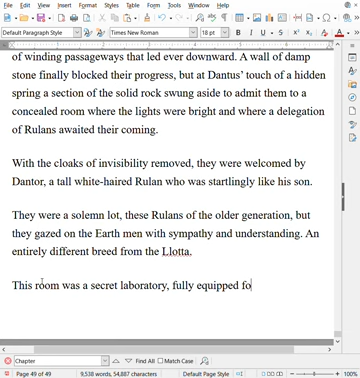 File Edit View Insert Format Styles Table Form Tools Window Help
Default Paragraph Style Times New Roman 18 pt B I U S X² X₂ A
of winding passageways that led ever downward. A wall of damp
stone finally blocked their progress, but at Dantus’ touch of a hidden
spring a section of the solid rock swung aside to admit them to a
concealed room where the lights were bright and where a delegation
of Rulans awaited their coming.
With the cloaks of invisibility removed, they were welcomed by
Dantor, a tall white-haired Rulan who was startlingly like his son.
They were a solemn lot, these Rulans of the older generation, but
they gazed on the Earth men with sympathy and understanding. An
entirely different breed from the Llotta.
This room was a secret laboratory, fully equipped fo
Chapter Find All Match Case
Page 49 of 49 9,538 words, 54,887 characters Default Page Style 100%